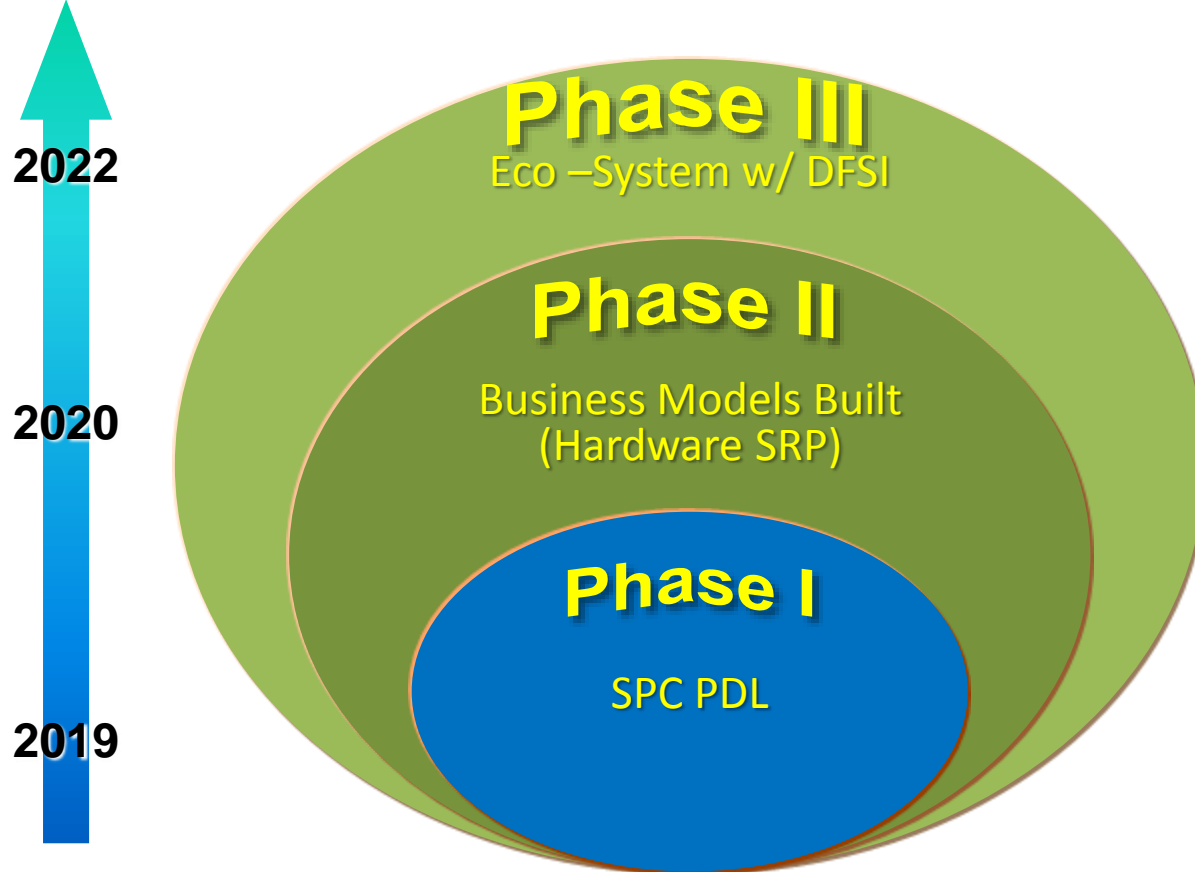 Phase III
Eco –System w/ DFSI
2022
Phase II
Business Models Built
(Hardware SRP)
2020
Phase I
SPC PDL
2019